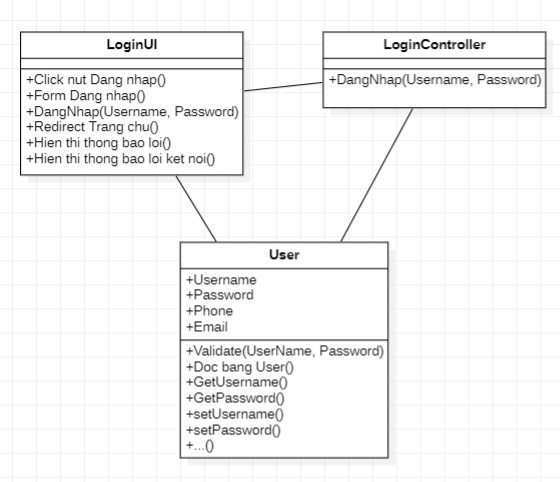 LoginUI
+Click nut Dang nhap()
+Form Dang nhap()
+DangNhap(Username, Password)
+Redirect Trang chu()
+Hien thi thong bao loi()
+Hien thi thong bao loi ket noi()
LoginController
+DangNhap(Username, Password)
User
+Username
+Password
+Phone
+Email
+Validate(UserName, Password)
+Doc bang User()
+GetUsername()
+GetPassword()
+setUsername()
+setPassword()
+...()